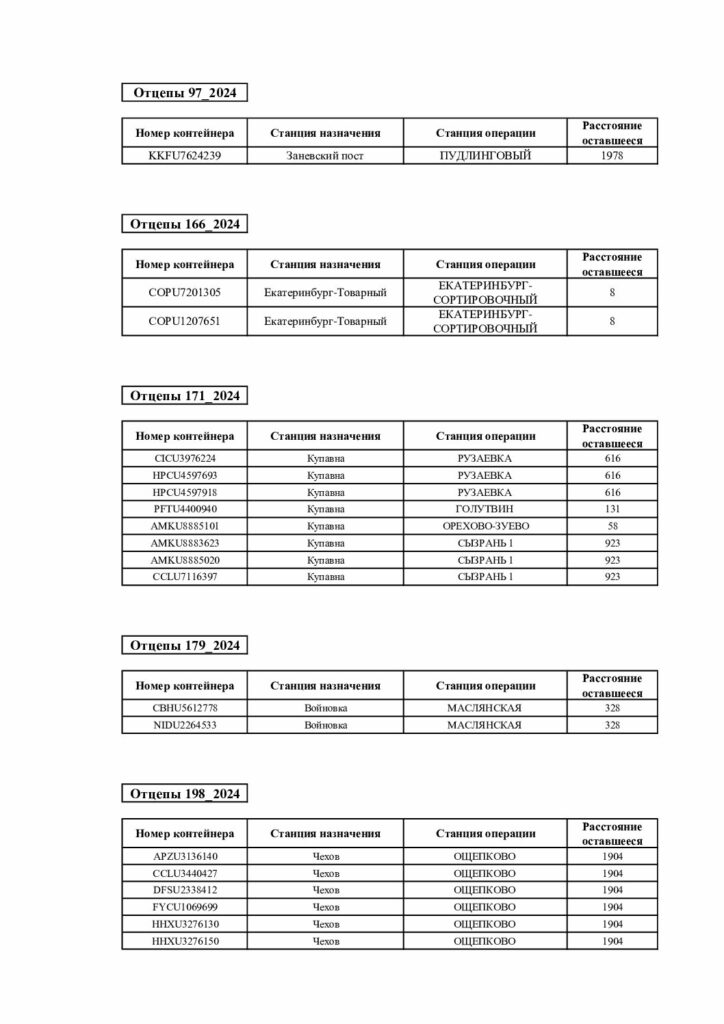 Отцепы 97_2024
Номер контейнера Станция назначения Станция операции Расстояние оставшееся
KKFU7624239 Заневский пост ПУДЛИНГОВЫЙ 1978
Отцепы 166_2024
Номер контейнера Станция назначения Станция операции Расстояние оставшееся
COPU7201305 Екатеринбург-Товарный ЕКАТЕРИНБУРГ-СОРТИРОВОЧНЫЙ 8
COPU1207651 Екатеринбург-Товарный ЕКАТЕРИНБУРГ-СОРТИРОВОЧНЫЙ 8
Отцепы 171_2024
Номер контейнера Станция назначения Станция операции Расстояние оставшееся
CICU3976224 Купавна РУЗАЕВКА 616
HPCU4597693 Купавна РУЗАЕВКА 616
HPCU4597918 Купавна РУЗАЕВКА 616
PFTU4400940 Купавна ГОЛУТВИН 131
AMKU8885101 Купавна ОРЕХОВО-ЗУЕВО 58
AMKU8883623 Купавна СЫЗРАНЬ 1 923
AMKU8885020 Купавна СЫЗРАНЬ 1 923
CCLU7116397 Купавна СЫЗРАНЬ 1 923
Отцепы 179_2024
Номер контейнера Станция назначения Станция операции Расстояние оставшееся
CBHU5612778 Войновка МАСЛЯНСКАЯ 328
NIDU2264533 Войновка МАСЛЯНСКАЯ 328
Отцепы 198_2024
Номер контейнера Станция назначения Станция операции Расстояние оставшееся
APZU3136140 Чехов ОЩЕПКОВО 1904
CCLU3440427 Чехов ОЩЕПКОВО 1904
DFSU2338412 Чехов ОЩЕПКОВО 1904
FYCU1069699 Чехов ОЩЕПКОВО 1904
HHXU3276130 Чехов ОЩЕПКОВО 1904
HHXU3276150 Чехов ОЩЕПКОВО 1904